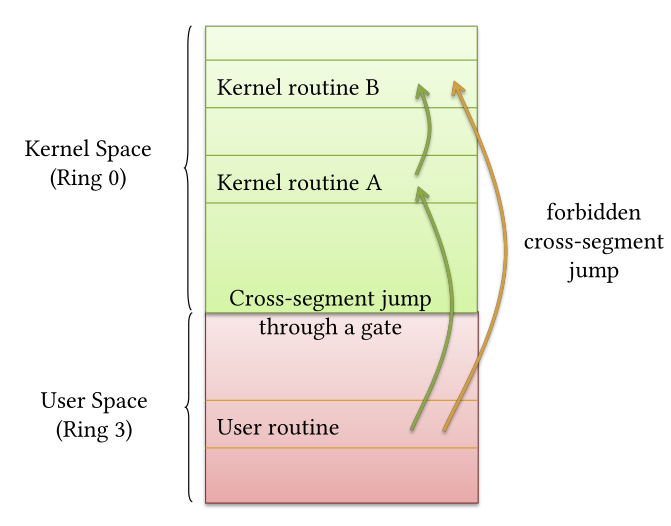 Kernel routine B
Kernel Space
(Ring 0)
Kernel routine A
forbidden
cross-segment
jump
Cross-segment jump
through a gate
User Space
(Ring 3)
User routine